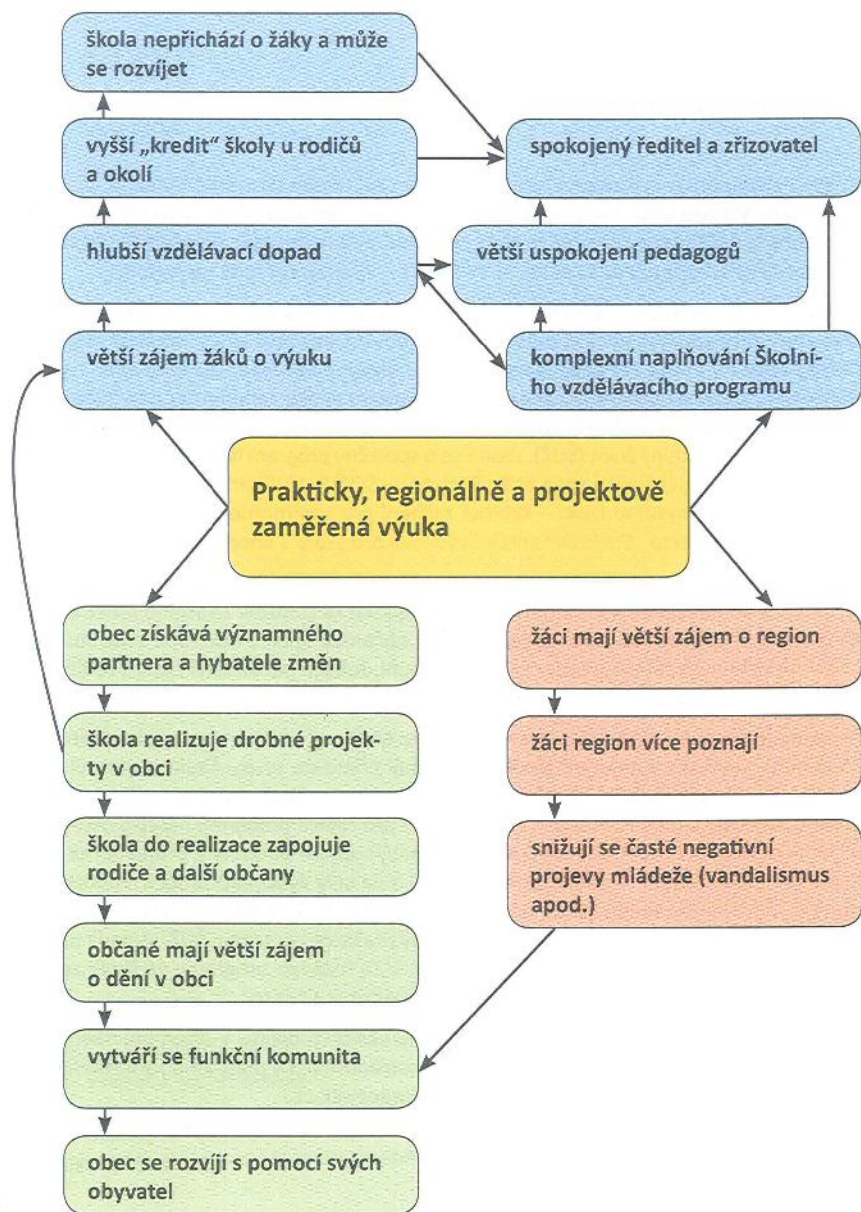 škola nepřichází o žáky a může
se rozvíjet
vyšší „kredit“ školy u rodičů
a okolí
spokojený ředitel a zřizovatel
hlubší vzdělávací dopad
větší uspokojení pedagogů
větší zájem žáků o výuku
komplexní naplňování Školní-
ho vzdělávacího programu
Prakticky, regionálně a projektově
zaměřená výuka
obec získává významného
partnera a hybatele změn
žáci mají větší zájem o region
škola realizuje drobné projek-
ty v obci
žáci region více poznají
škola do realizace zapojuje
rodiče a další občany
snižují se časté negativní
projevy mládeže (vandalismus
apod.)
občané mají větší zájem
o dění v obci
vytváří se funkční komunita
obec se rozvíjí s pomocí svých
obyvatel